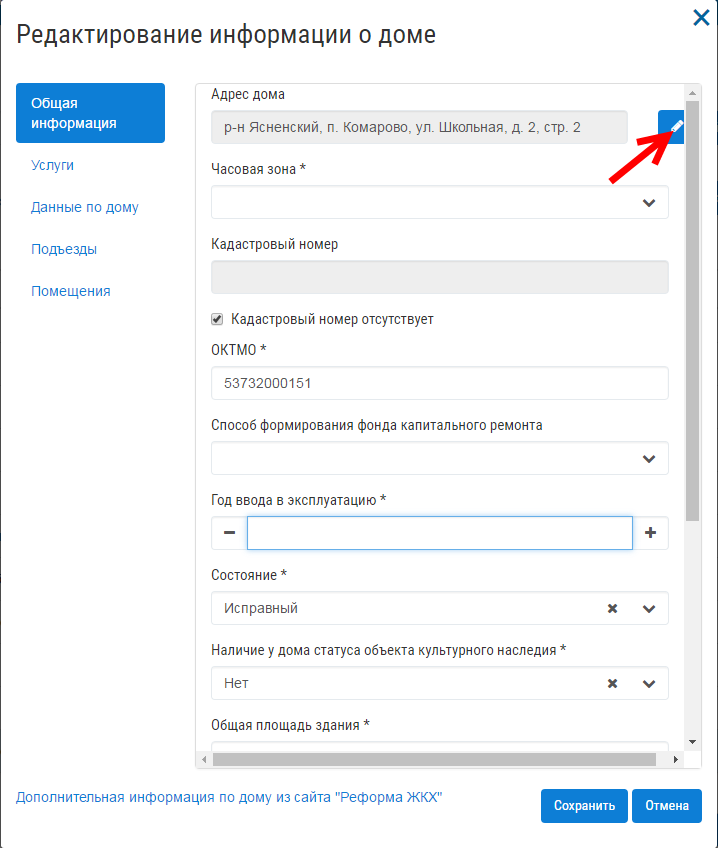 Редактирование информации о доме
Общая
информация
Услуги
Данные по дому
Подъезды
Помещения
Адрес дома
р-н Ясненский, п. Комарово, ул. Школьная, д. 2, стр. 2
Часовая зона *
Кадастровый номер
Кадастровый номер отсутствует
ОКТМО *
53732000151
Способ формирования фонда капитального ремонта
Год ввода в эксплуатацию *
Состояние *
Исправный
Наличие у дома статуса объекта культурного наследия *
Нет
Общая площадь здания *
Дополнительная информация по дому из сайта "Реформа ЖКХ"
Сохранить
Отмена